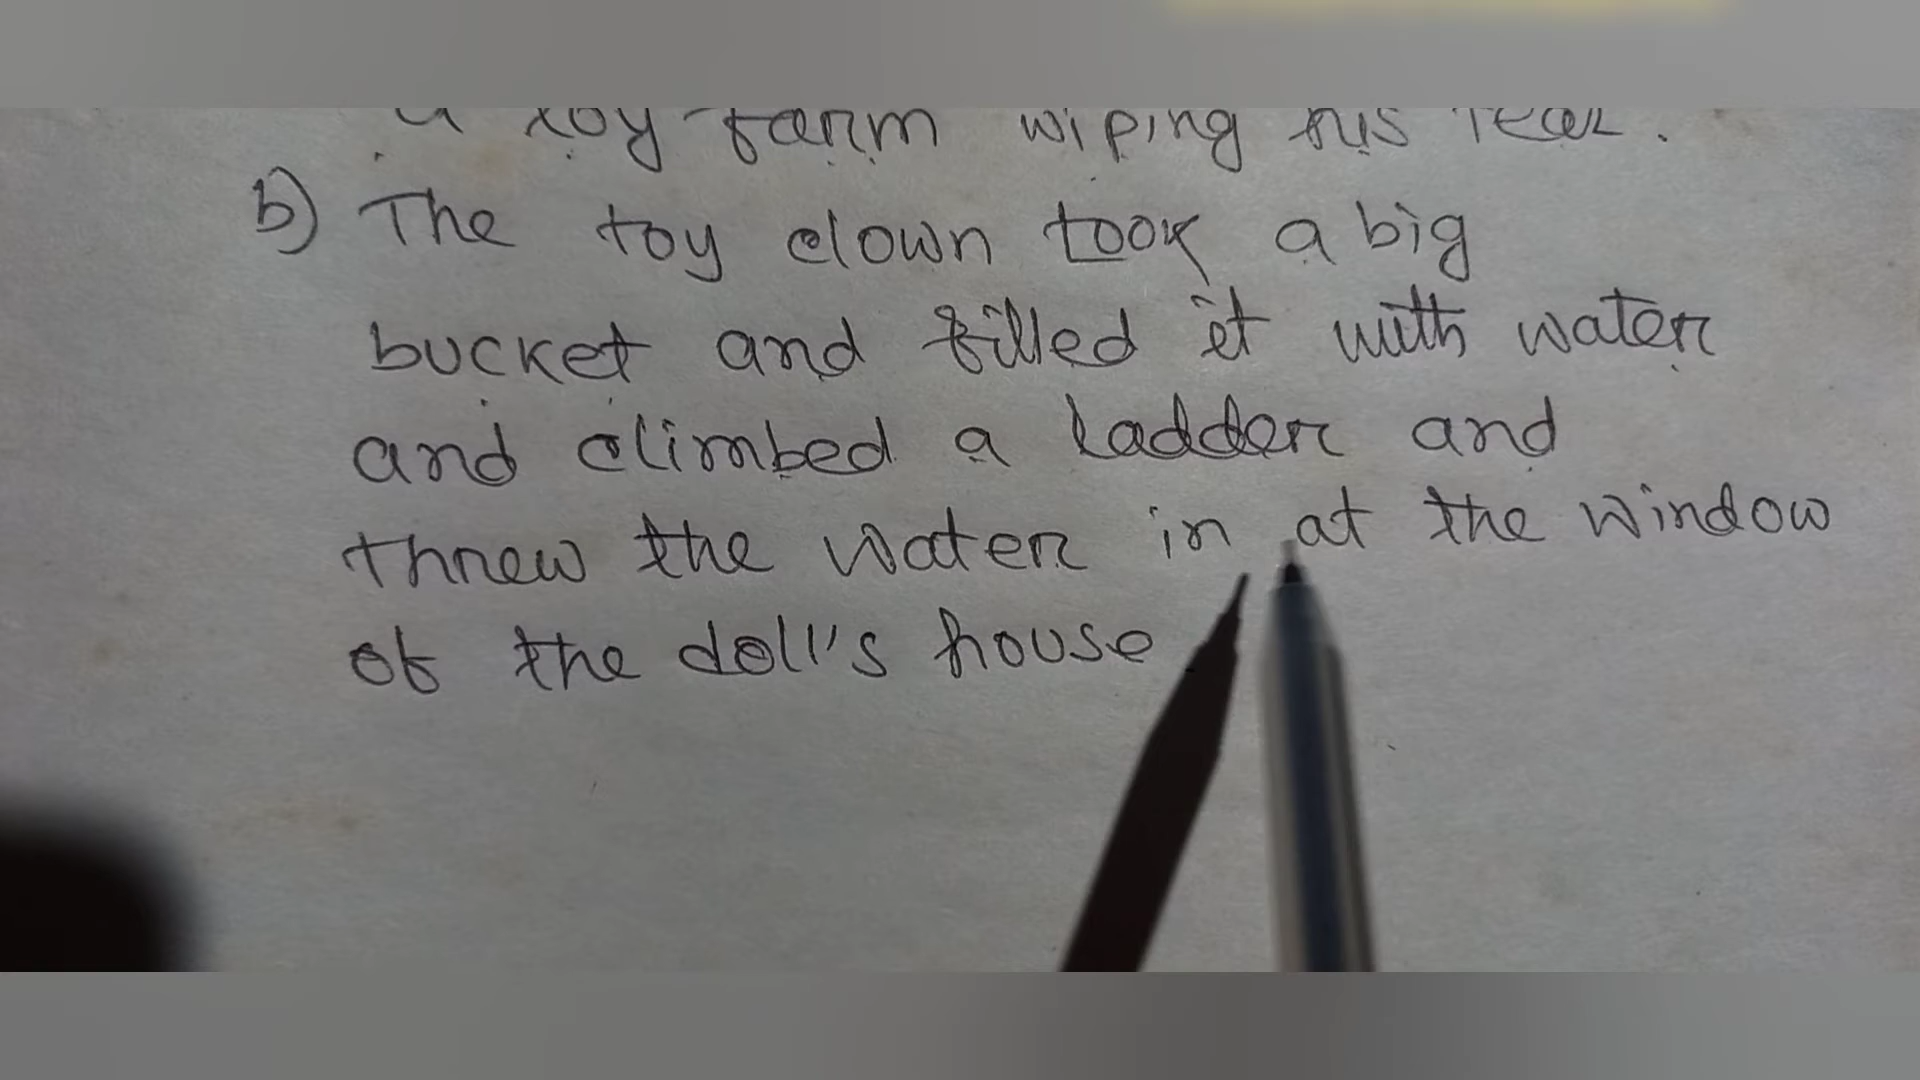 a toy farm wiping his tear.
b) The toy clown took a big
bucket and filled it with water
and climbed a ladder and
threw the water in at the window
of the doll's house